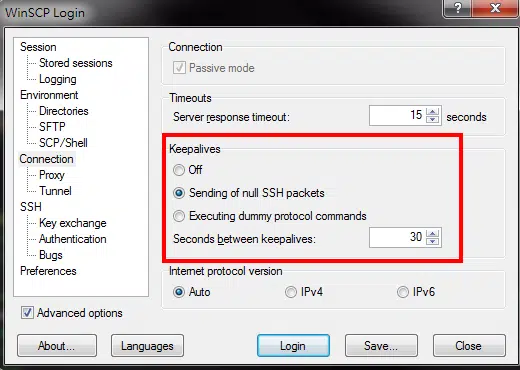 WinSCP Login
Session
Stored sessions
Logging
Environment
Directories
SFTP
SCP/Shell
Connection
Proxy
Tunnel
SSH
Key exchange
Authentication
Bugs
Preferences
Advanced options
Connection
Passive mode
Timeouts
Server response timeout: 15 seconds
Keepalives
Off
Sending of null SSH packets
Executing dummy protocol commands
Seconds between keepalives: 30
Internet protocol version
Auto IPv4 IPv6
About... Languages Login Save... Close